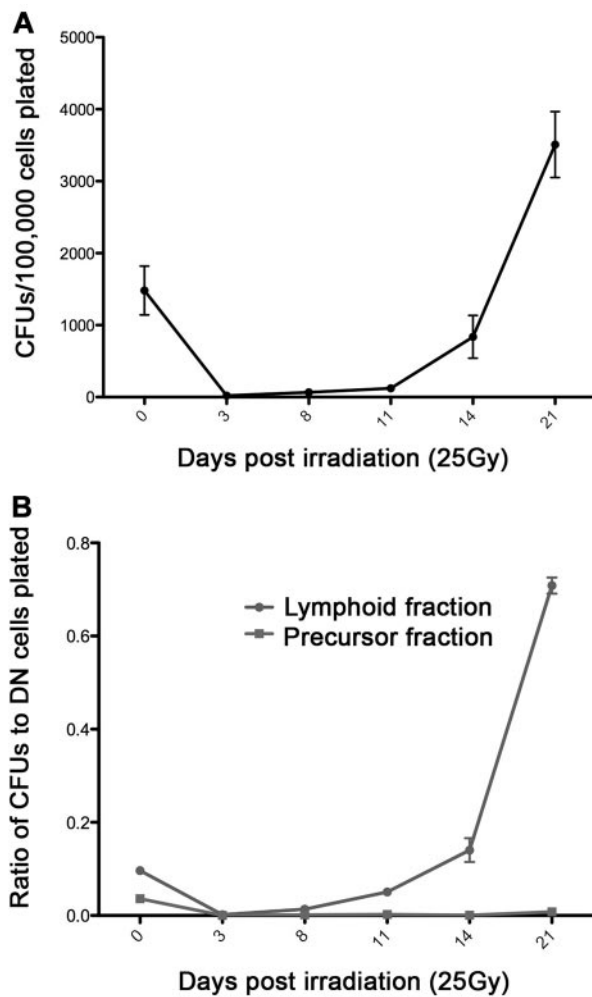 A
CFUs/100,000 cells plated
5000
4000
3000
2000
1000
0
0 3 8 11 14 21
Days post irradiation (25Gy)
B
Ratio of CFUs to DN cells plated
0.8
0.6
0.4
0.2
0.0
Lymphoid fraction
Precursor fraction
0 3 8 11 14 21
Days post irradiation (25Gy)